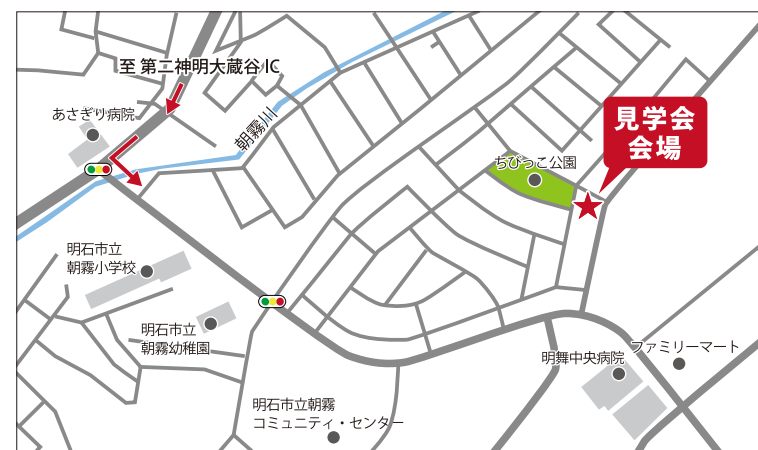 至 第二神明大蔵谷IC
あさぎり病院
朝霧川
見学会
会場
ちびっこ公園
明石市立
朝霧小学校
明石市立
朝霧幼稚園
明舞中央病院
ファミリーマート
明石市立朝霧
コミュニティ・センター